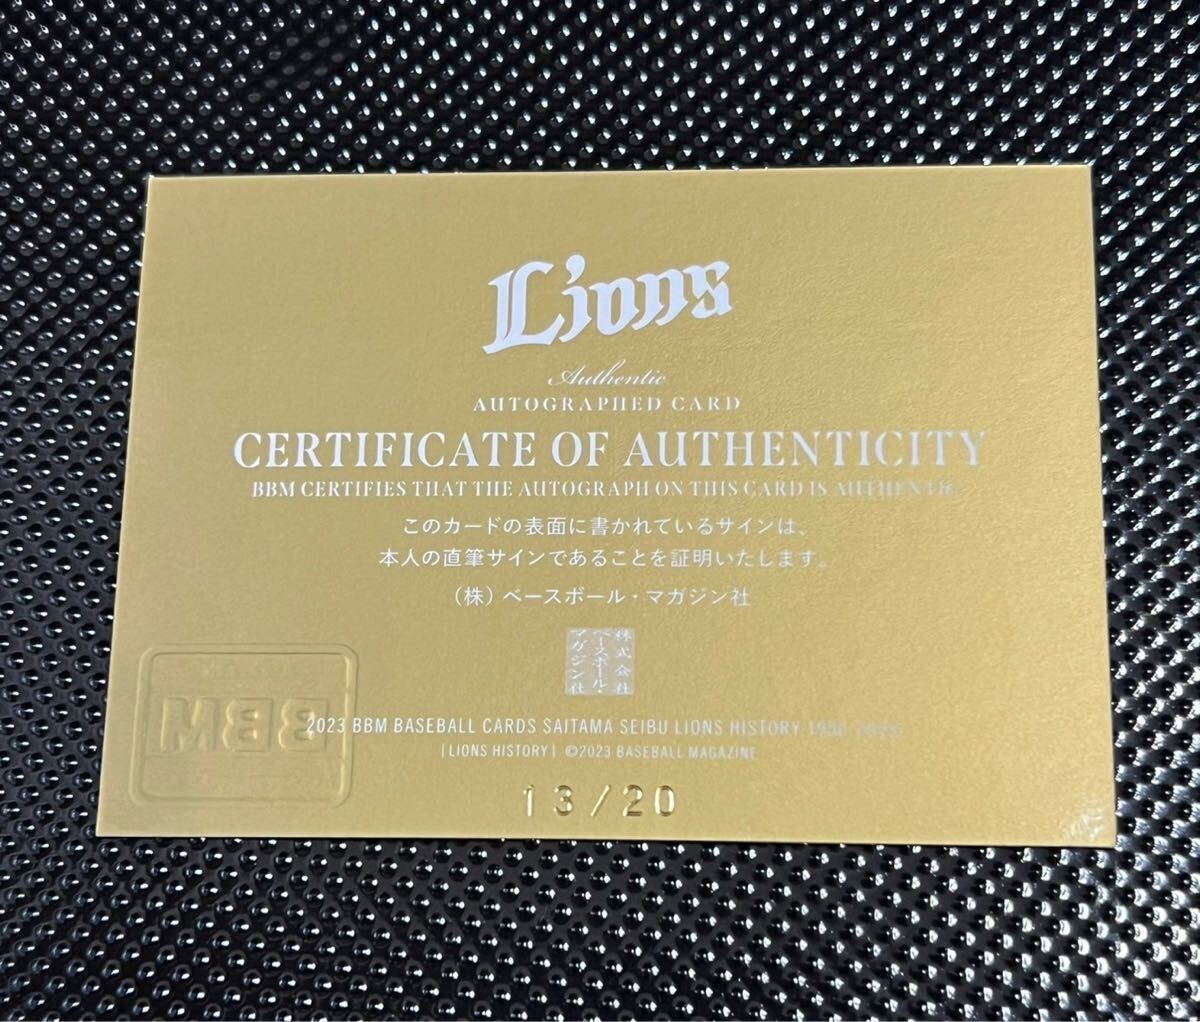 Lions
Authentic
AUTOGRAPHED CARD
CERTIFICATE OF AUTHENTICITY
BBM CERTIFIES THAT THE AUTOGRAPH ON THIS CARD IS AUTHENTIC
このカードの表面に書かれているサインは、
本人の直筆サインであることを証明いたします。
（株）ベースボール・マガジン社
株式会社
ベースボール・
マガジン社
BBM
2023 BBM BASEBALL CARDS SAITAMA SEIBU LIONS HISTORY
| LIONS HISTORY | ©2023 BASEBALL MAGAZINE
13/20